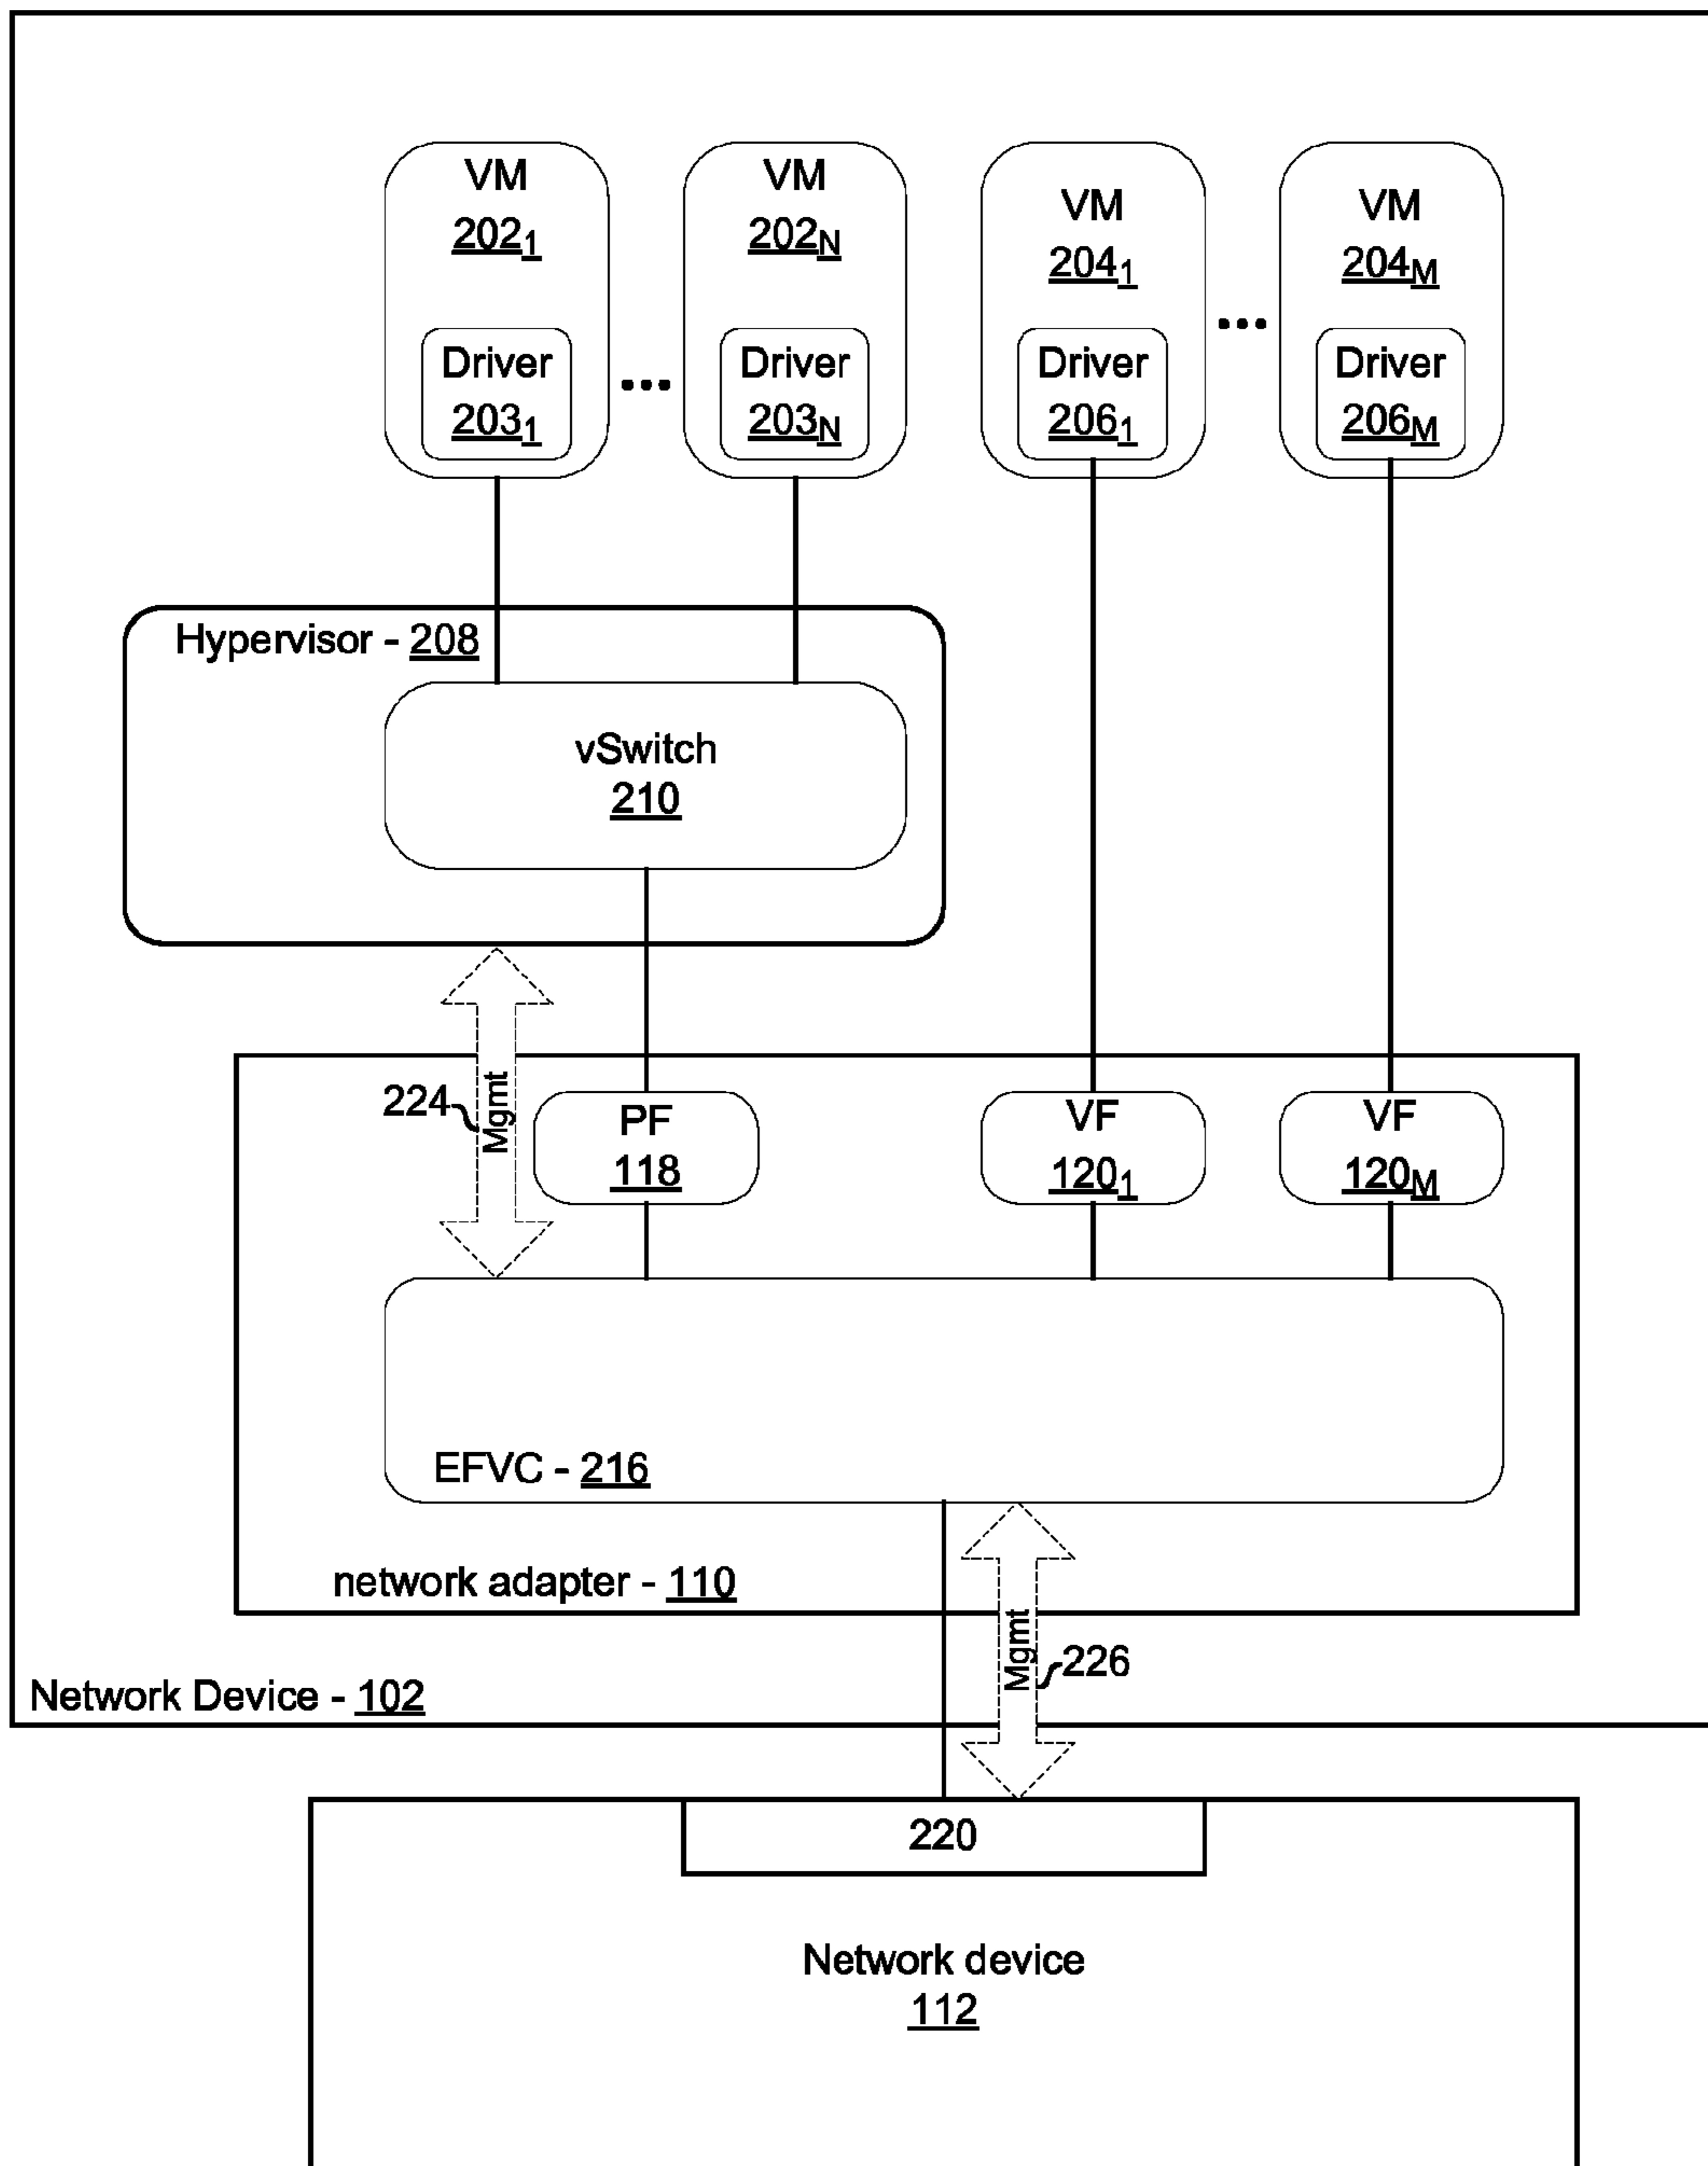 VM
202₁
VM
202N
VM
204₁
VM
204M
Driver
203₁
...
Driver
203N
Driver
206₁
...
Driver
206M
Hypervisor - 208
vSwitch
210
224
Mgmt
PF
118
VF
120₁
VF
120M
EFVC - 216
network adapter - 110
Mgmt
226
Network Device - 102
220
Network device
112